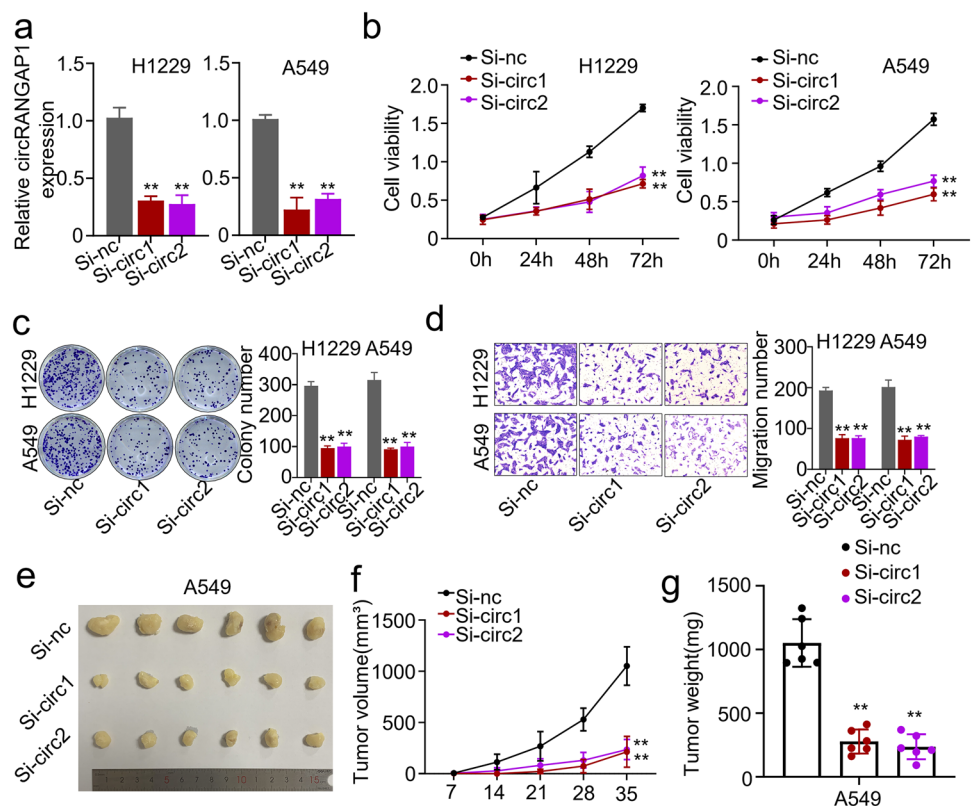 a
Relative circRANGAP1
expression
H1229
1.5
1.0
0.5
0
**
**
Si-nc
Si-circ1
Si-circ2
A549
1.5
1.0
0.5
0
**
**
Si-nc
Si-circ1
Si-circ2
b
Si-nc
Si-circ1
Si-circ2
H1229
Cell viability
2.0
1.5
1.0
0.5
0
**
**
0h 24h 48h 72h
Si-nc
Si-circ1
Si-circ2
A549
Cell viability
2.0
1.5
1.0
0.5
0
**
**
0h 24h 48h 72h
c
H1229
A549
Si-nc
Si-circ1
Si-circ2
Colony number
400
300
200
100
0
H1229 A549
** **
** **
Si-nc
Si-circ1
Si-circ2
Si-nc
Si-circ1
Si-circ2
d
H1229
A549
Si-nc
Si-circ1
Si-circ2
Migration number
300
200
100
0
H1229 A549
** **
** **
Si-nc
Si-circ1
Si-circ2
Si-nc
Si-circ1
Si-circ2
e
A549
Si-nc
Si-circ1
Si-circ2
f
Si-nc
Si-circ1
Si-circ2
Tumor volume(mm³)
1500
1000
500
0
**
**
7 14 21 28 35
g
Si-nc
Si-circ1
Si-circ2
Tumor weight(mg)
1500
1000
500
0
**
**
A549